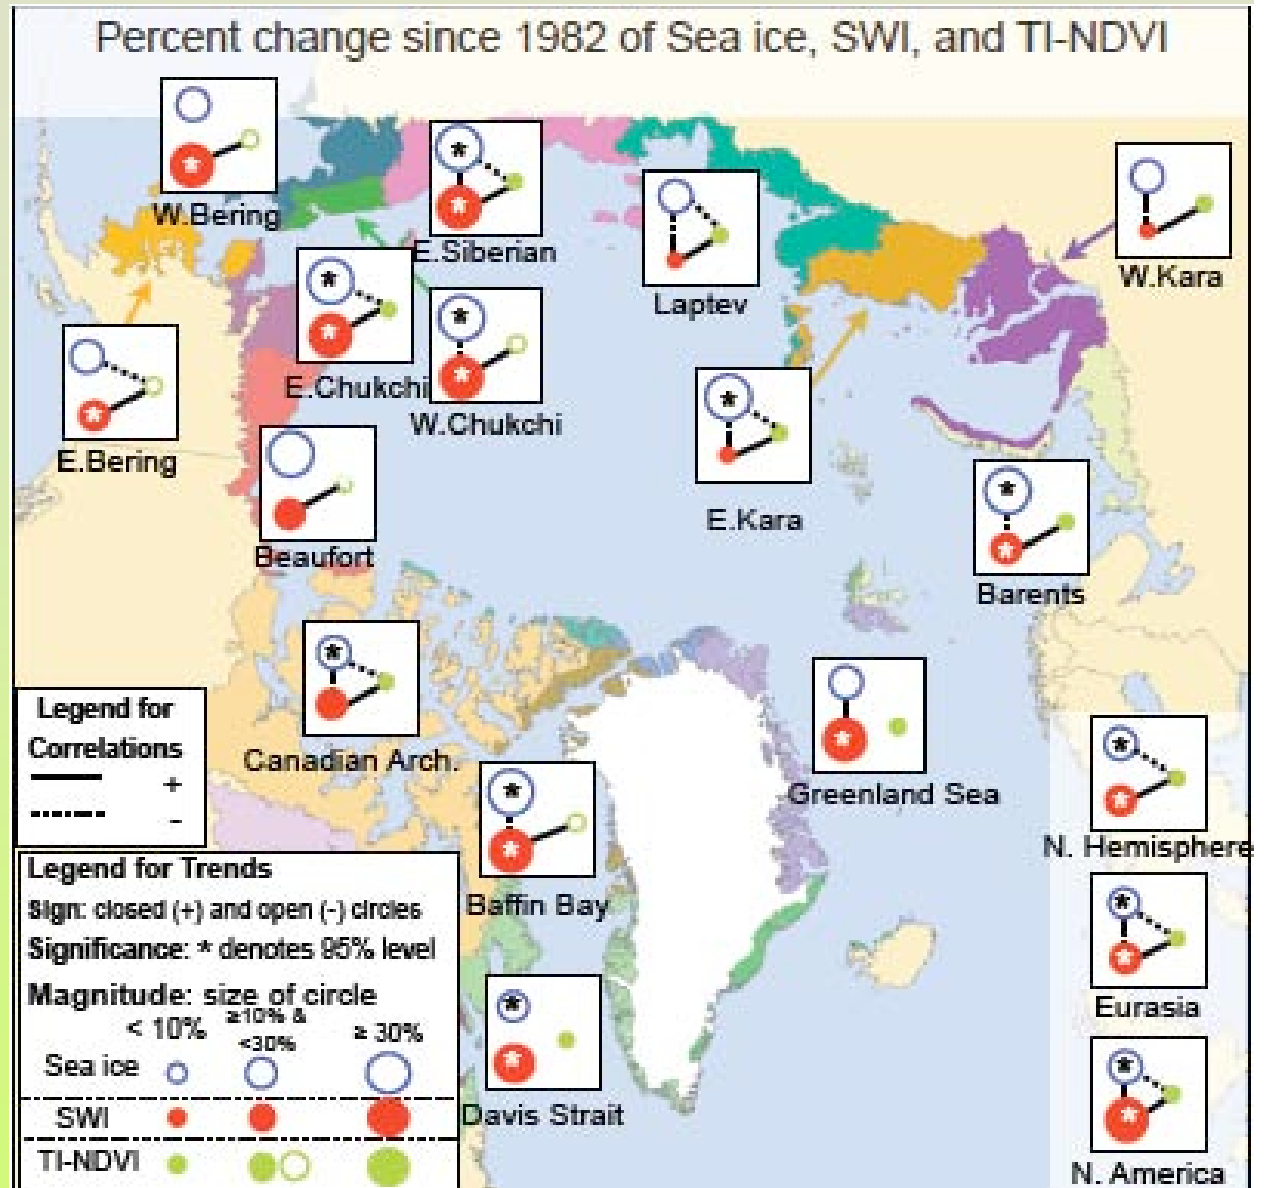 Percent change since 1982 of Sea ice, SWI, and TI-NDVI
*
W.Bering
*
*
E.Siberian
Laptev
W.Kara
*
*
E.Chukchi
*
*
W.Chukchi
*
E.Bering
*
E.Kara
Beaufort
*
*
Barents
*
Canadian Arch.
*
Greenland Sea
*
*
Baffin Bay
*
*
Davis Strait
*
*
N. Hemisphere
*
*
Eurasia
*
*
N. America
Legend for
Correlations
+
-
Legend for Trends
Sign: closed (+) and open (-) circles
Significance: * denotes 95% level
Magnitude: size of circle
< 10% ≥10% & <30% ≥ 30%
Sea ice
SWI
TI-NDVI